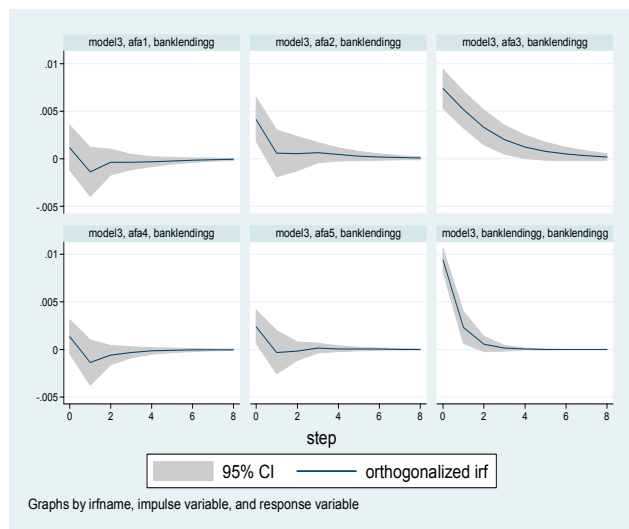 model3, afa1, banklendingg
model3, afa2, banklendingg
model3, afa3, banklendingg
.01
.005
0
-.005
model3, afa4, banklendingg
model3, afa5, banklendingg
model3, banklendingg, banklendingg
.01
.005
0
-.005
0 2 4 6 8
0 2 4 6 8
0 2 4 6 8
step
95% CI
orthogonalized irf
Graphs by irfname, impulse variable, and response variable